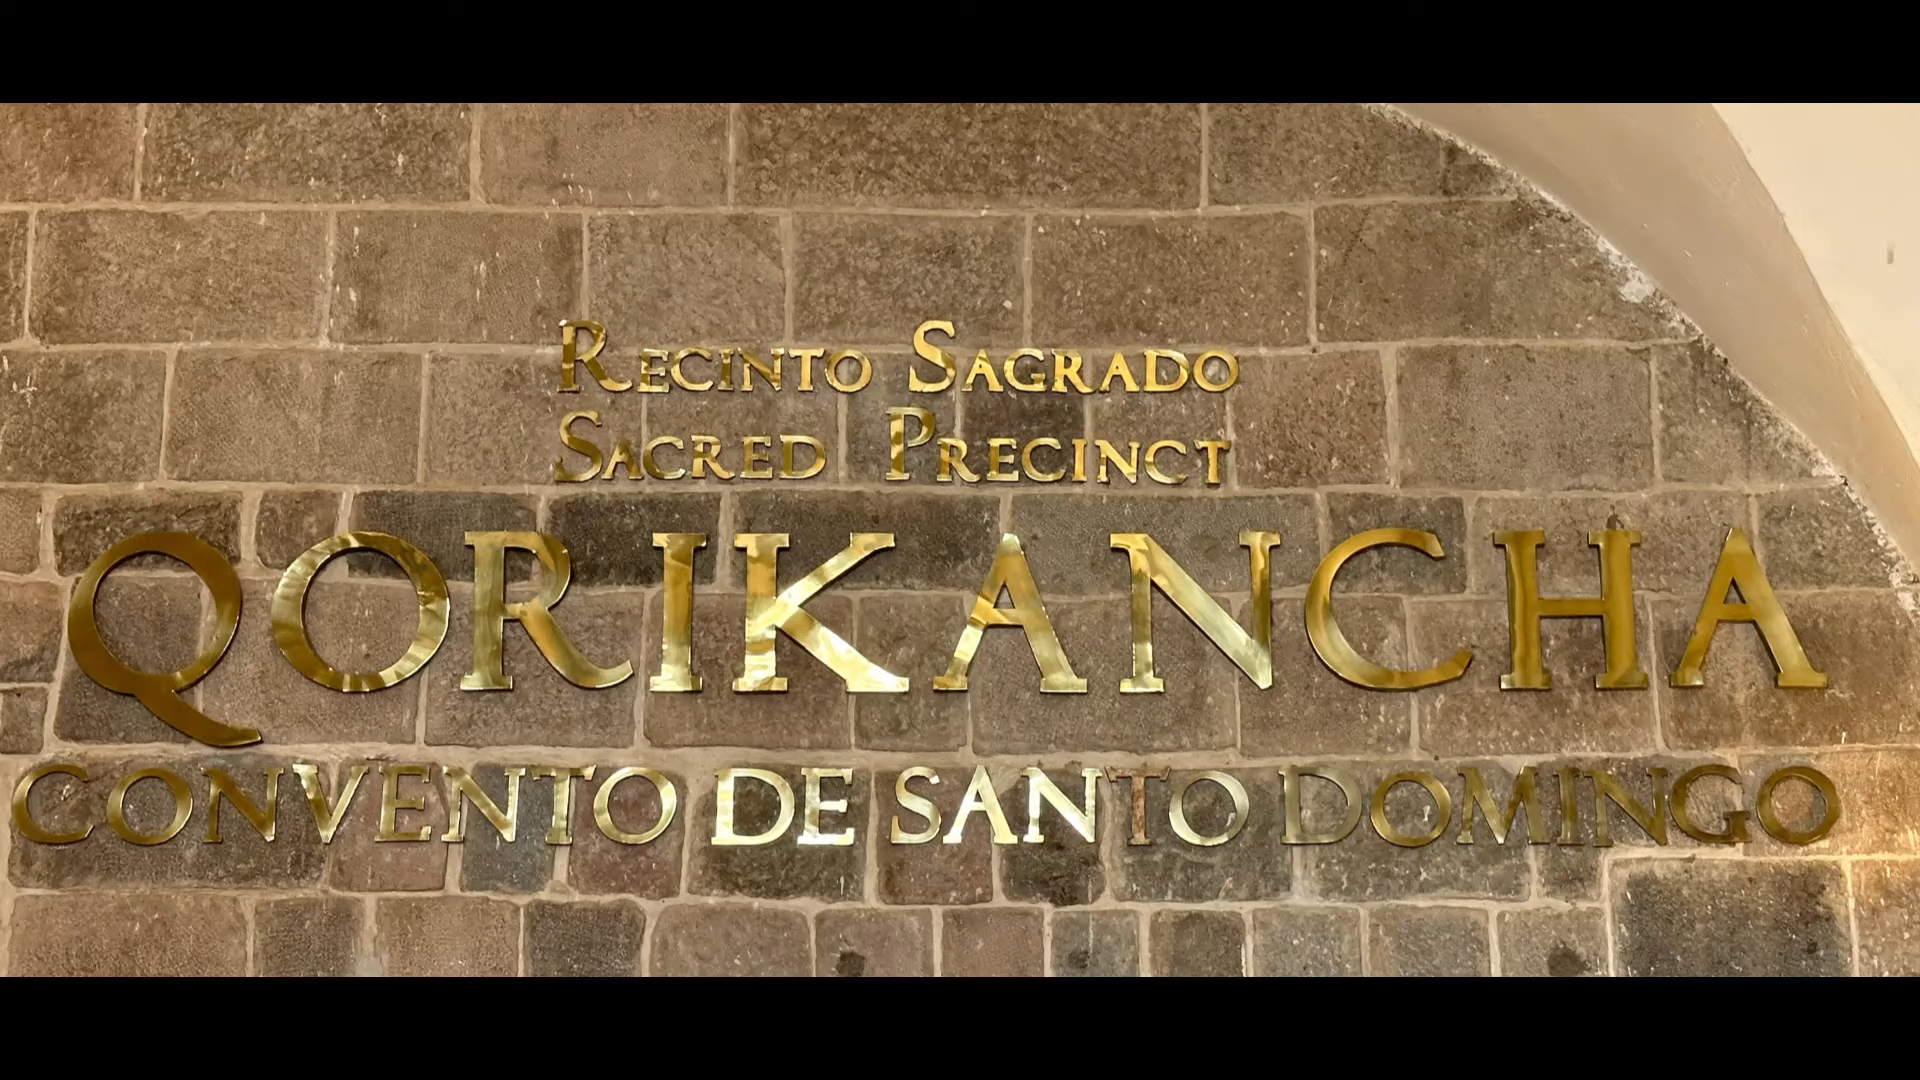 Recinto Sagrado
Sacred Precinct
QORIKANCHA
CONVENTO DE SANTO DOMINGO